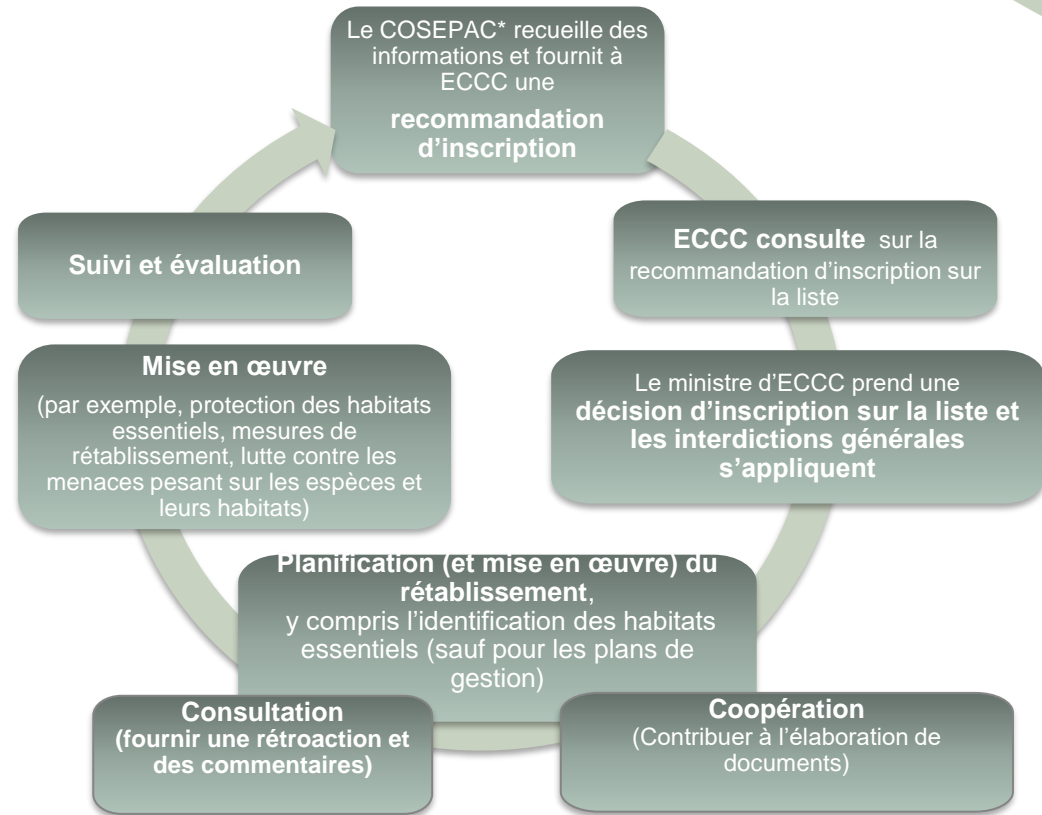 Le COSEPAC* recueille des
informations et fournit à
ECCC une
recommandation
d’inscription
ECCC consulte sur la
recommandation d’inscription sur
la liste
Le ministre d’ECCC prend une
décision d’inscription sur la liste et
les interdictions générales
s’appliquent
Planification (et mise en œuvre) du
rétablissement,
y compris l’identification des habitats
essentiels (sauf pour les plans de
gestion)
Coopération
(Contribuer à l’élaboration de
documents)
Consultation
(fournir une rétroaction et
des commentaires)
Mise en œuvre
(par exemple, protection des habitats
essentiels, mesures de
rétablissement, lutte contre les
menaces pesant sur les espèces et
leurs habitats)
Suivi et évaluation